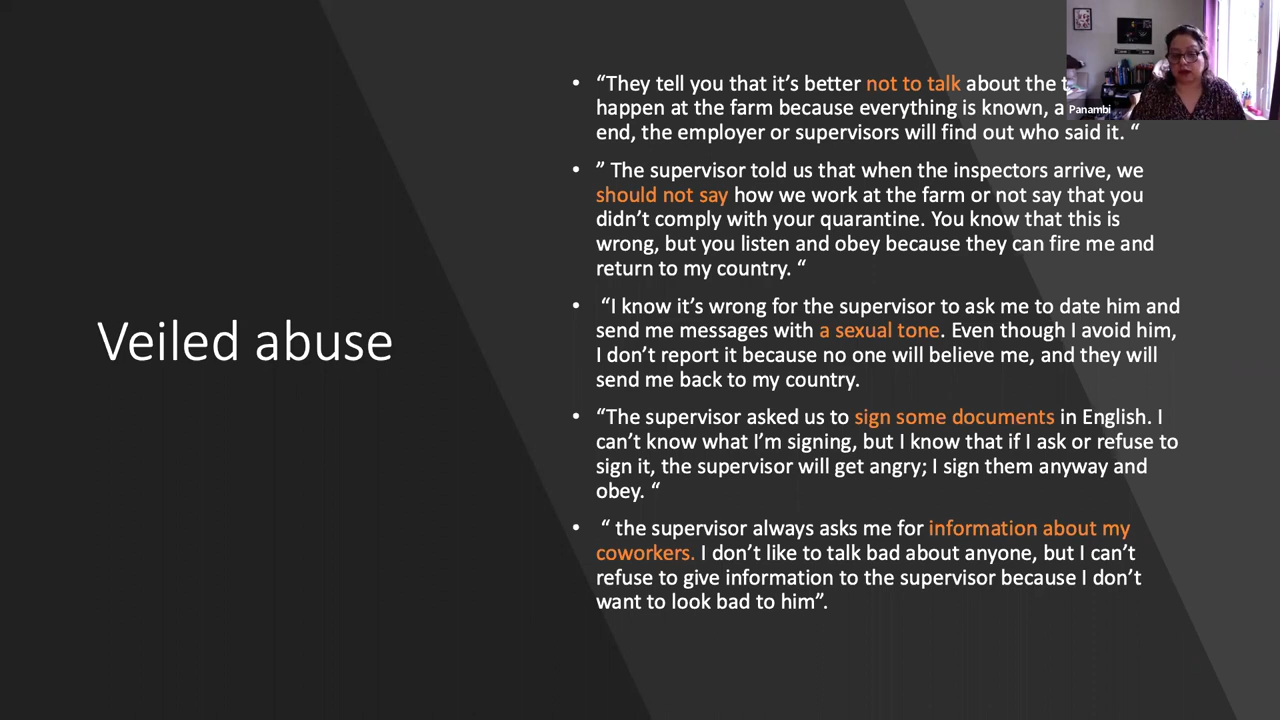 Veiled abuse
• “They tell you that it’s better not to talk about the
happen at the farm because everything is known, a
end, the employer or supervisors will find out who said it. “
• ” The supervisor told us that when the inspectors arrive, we
should not say how we work at the farm or not say that you
didn’t comply with your quarantine. You know that this is
wrong, but you listen and obey because they can fire me and
return to my country. “
• “I know it’s wrong for the supervisor to ask me to date him and
send me messages with a sexual tone. Even though I avoid him,
I don’t report it because no one will believe me, and they will
send me back to my country.
• “The supervisor asked us to sign some documents in English. I
can’t know what I’m signing, but I know that if I ask or refuse to
sign it, the supervisor will get angry; I sign them anyway and
obey. “
• “ the supervisor always asks me for information about my
coworkers. I don’t like to talk bad about anyone, but I can’t
refuse to give information to the supervisor because I don’t
want to look bad to him”.
Panambi